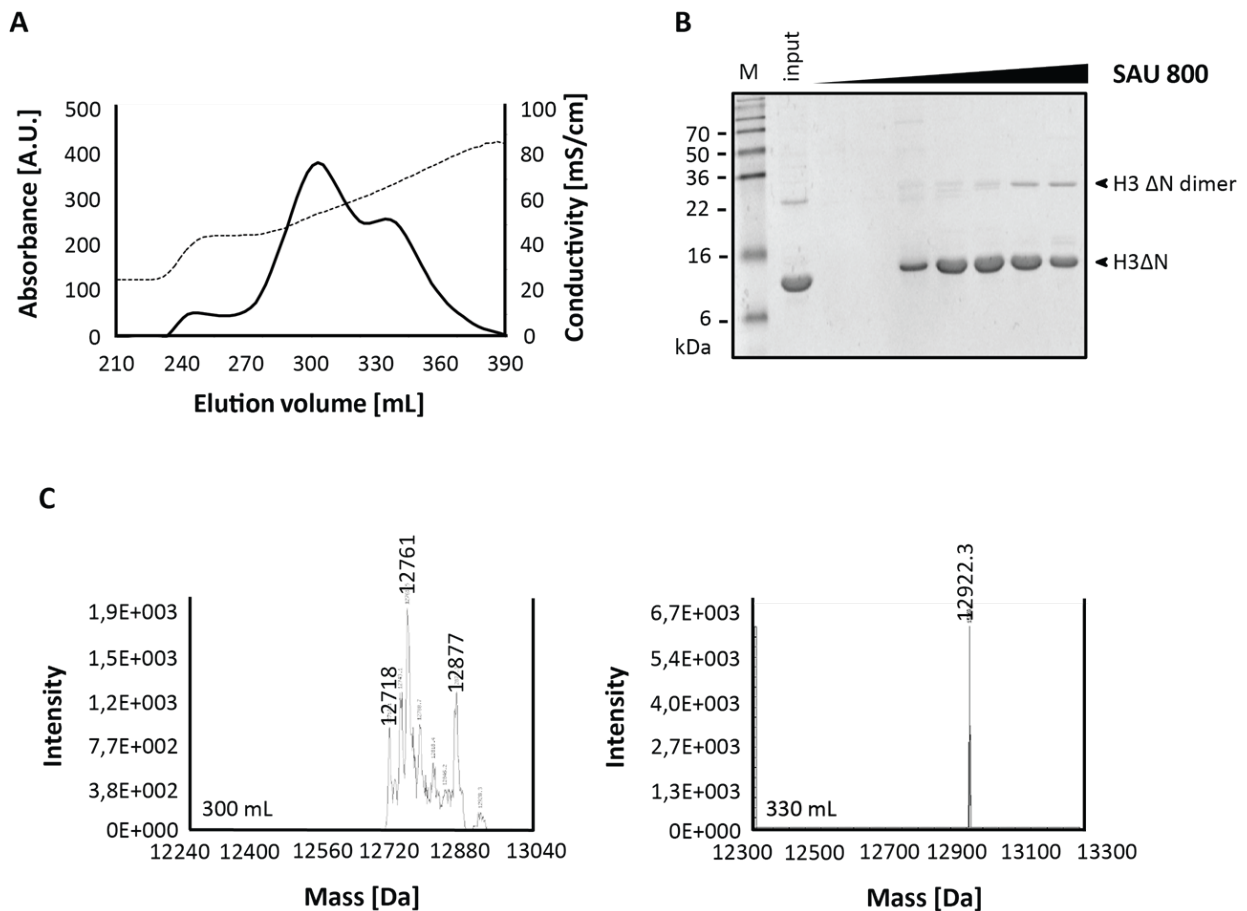 A
Absorbance [A.U.]
500
400
300
200
100
0
100
80
60
40
20
0
Conductivity [mS/cm]
210 240 270 300 330 360 390
Elution volume [mL]
B
M
input
SAU 800
70
50
36
22
16
6
kDa
H3 ΔN dimer
H3ΔN
C
Intensity
1,9E+003
1,5E+003
1,2E+003
7,7E+002
3,8E+002
0E+000
12718
12761
12877
300 mL
12240 12400 12560 12720 12880 13040
Mass [Da]
Intensity
6,7E+003
5,4E+003
4,0E+003
2,7E+003
1,3E+003
0E+000
12922.3
330 mL
12300 12500 12700 12900 13100 13300
Mass [Da]